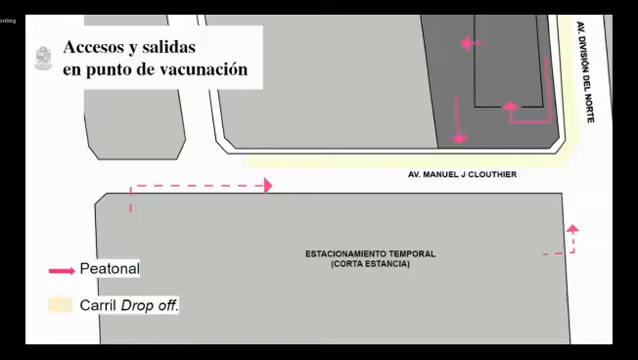 ording
Accesos y salidas
en punto de vacunación
AV. DIVISIÓN DEL NORTE
AV. MANUEL J CLOUTHIER
ESTACIONAMIENTO TEMPORAL
(CORTA ESTANCIA)
Peatonal
Carril Drop off.